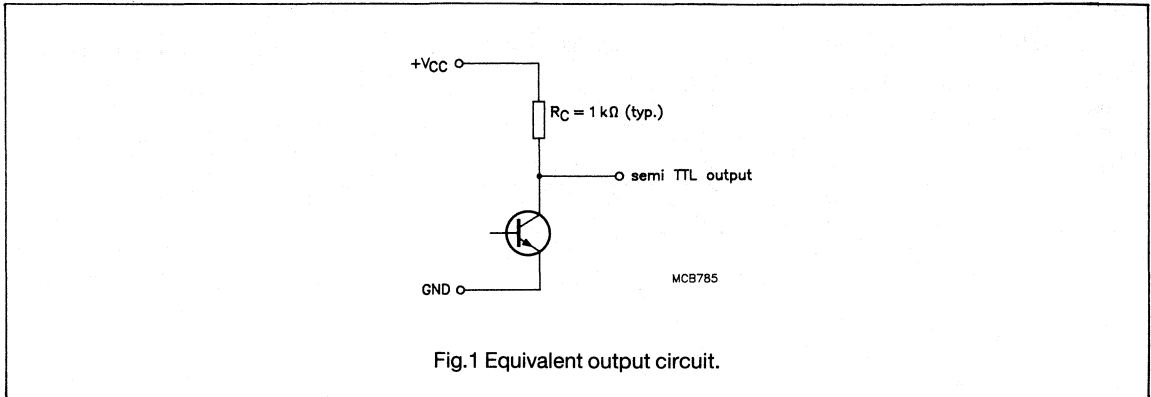 +VCC
RC = 1 kΩ (typ.)
semi TTL output
GND
MCB785
Fig.1 Equivalent output circuit.